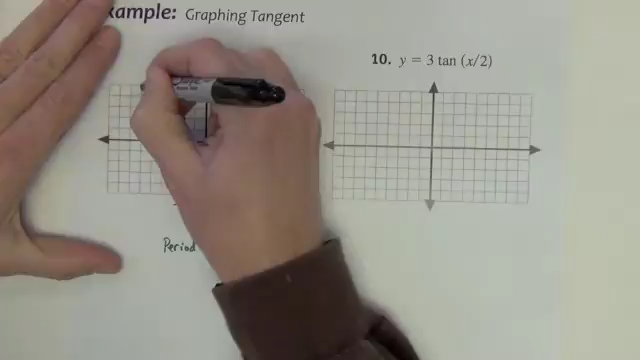 xample: Graphing Tangent
10. y = 3 tan (x/2)
Period